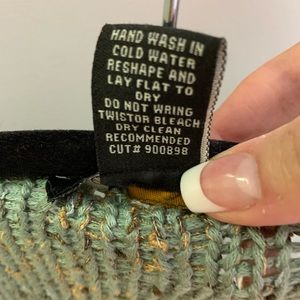 HAND WASH IN
COLD WATER
RESHAPE AND
LAY FLAT TO
DRY
DO NOT WRING
TWISTOR BLEACH
DRY CLEAN
RECOMMENDED
CUT# 900898